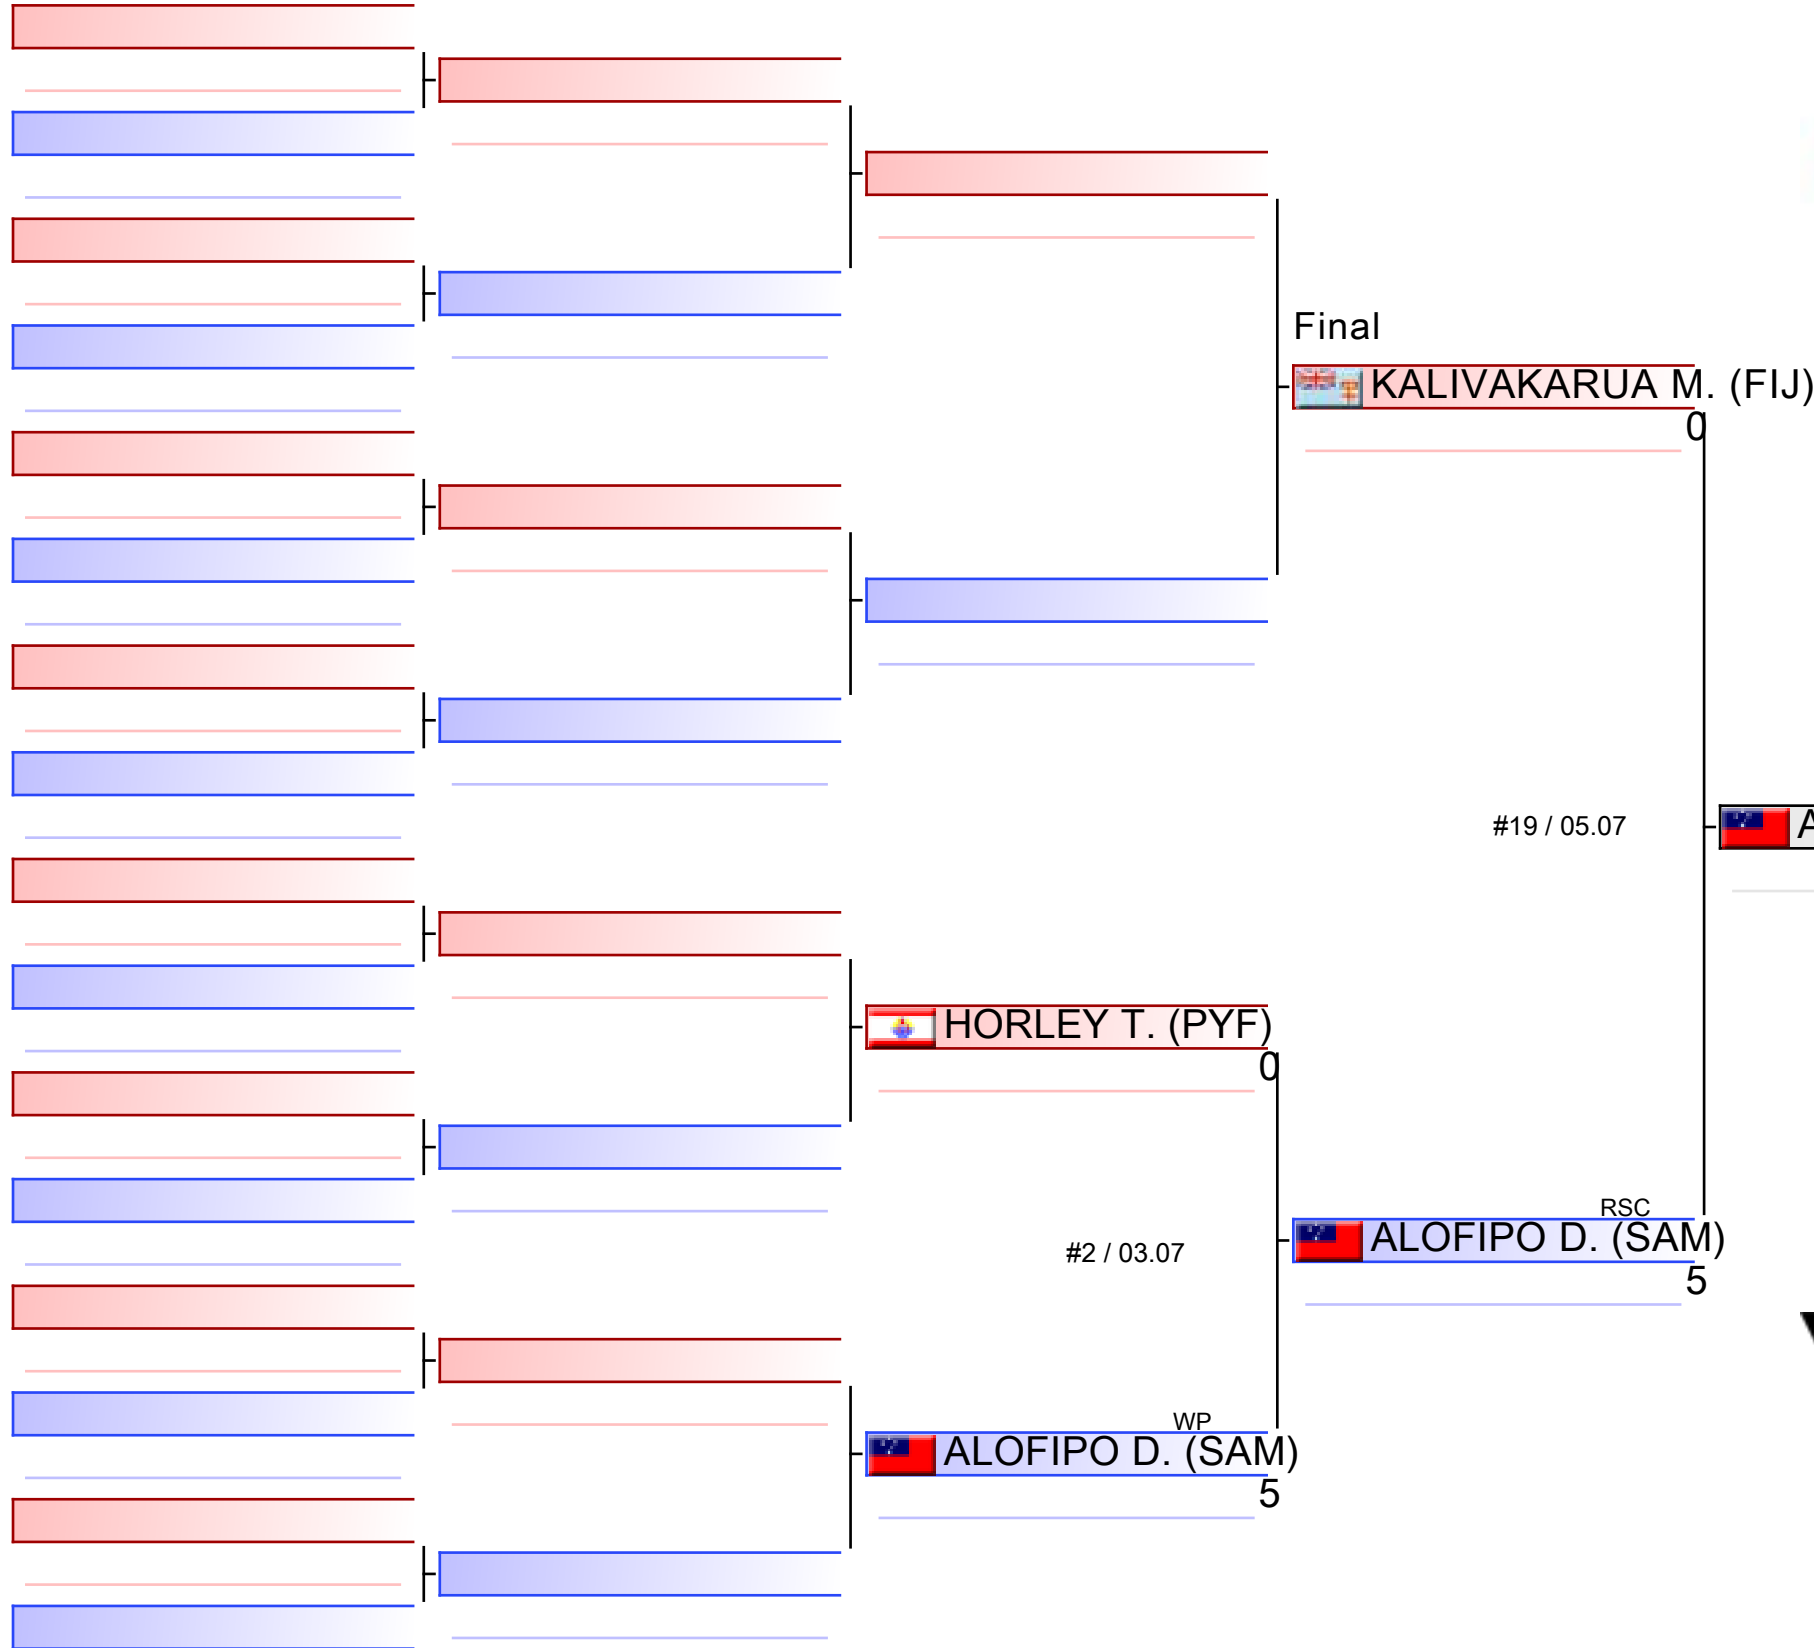 Final
KALIVAKARUA M. (FIJ)
0
#19 / 05.07
A
HORLEY T. (PYF)
0
#2 / 03.07
RSC
ALOFIPO D. (SAM)
5
WP
ALOFIPO D. (SAM)
5